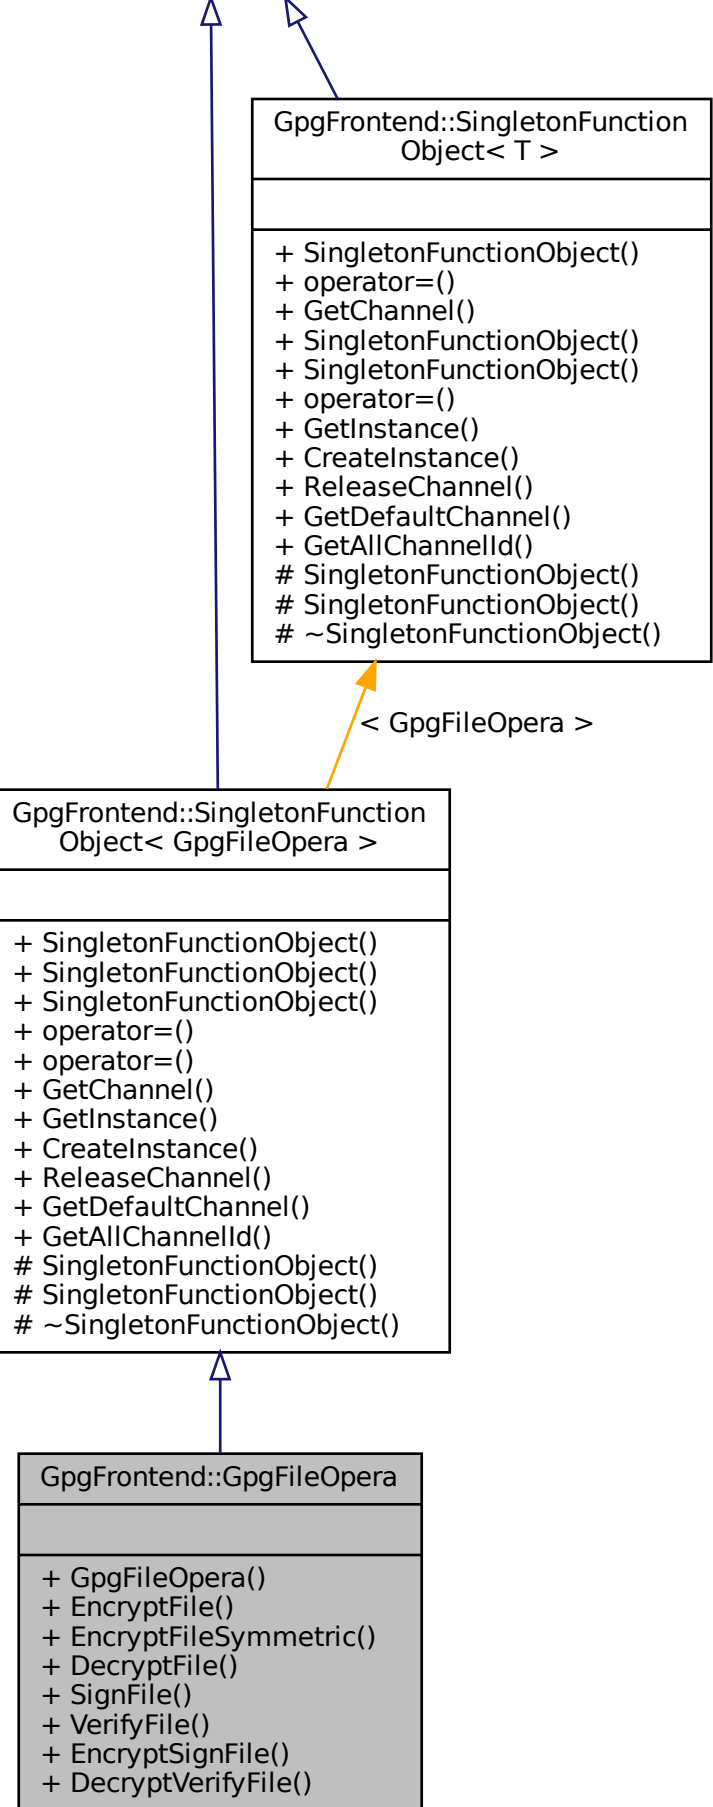 GpgFrontend::SingletonFunction
Object< T >
+ SingletonFunctionObject()
+ operator=()
+ GetChannel()
+ SingletonFunctionObject()
+ SingletonFunctionObject()
+ operator=()
+ GetInstance()
+ CreateInstance()
+ ReleaseChannel()
+ GetDefaultChannel()
+ GetAllChannelId()
# SingletonFunctionObject()
# SingletonFunctionObject()
# ~SingletonFunctionObject()
< GpgFileOpera >
GpgFrontend::SingletonFunction
Object< GpgFileOpera >
+ SingletonFunctionObject()
+ SingletonFunctionObject()
+ SingletonFunctionObject()
+ operator=()
+ operator=()
+ GetChannel()
+ GetInstance()
+ CreateInstance()
+ ReleaseChannel()
+ GetDefaultChannel()
+ GetAllChannelId()
# SingletonFunctionObject()
# SingletonFunctionObject()
# ~SingletonFunctionObject()
GpgFrontend::GpgFileOpera
+ GpgFileOpera()
+ EncryptFile()
+ EncryptFileSymmetric()
+ DecryptFile()
+ SignFile()
+ VerifyFile()
+ EncryptSignFile()
+ DecryptVerifyFile()